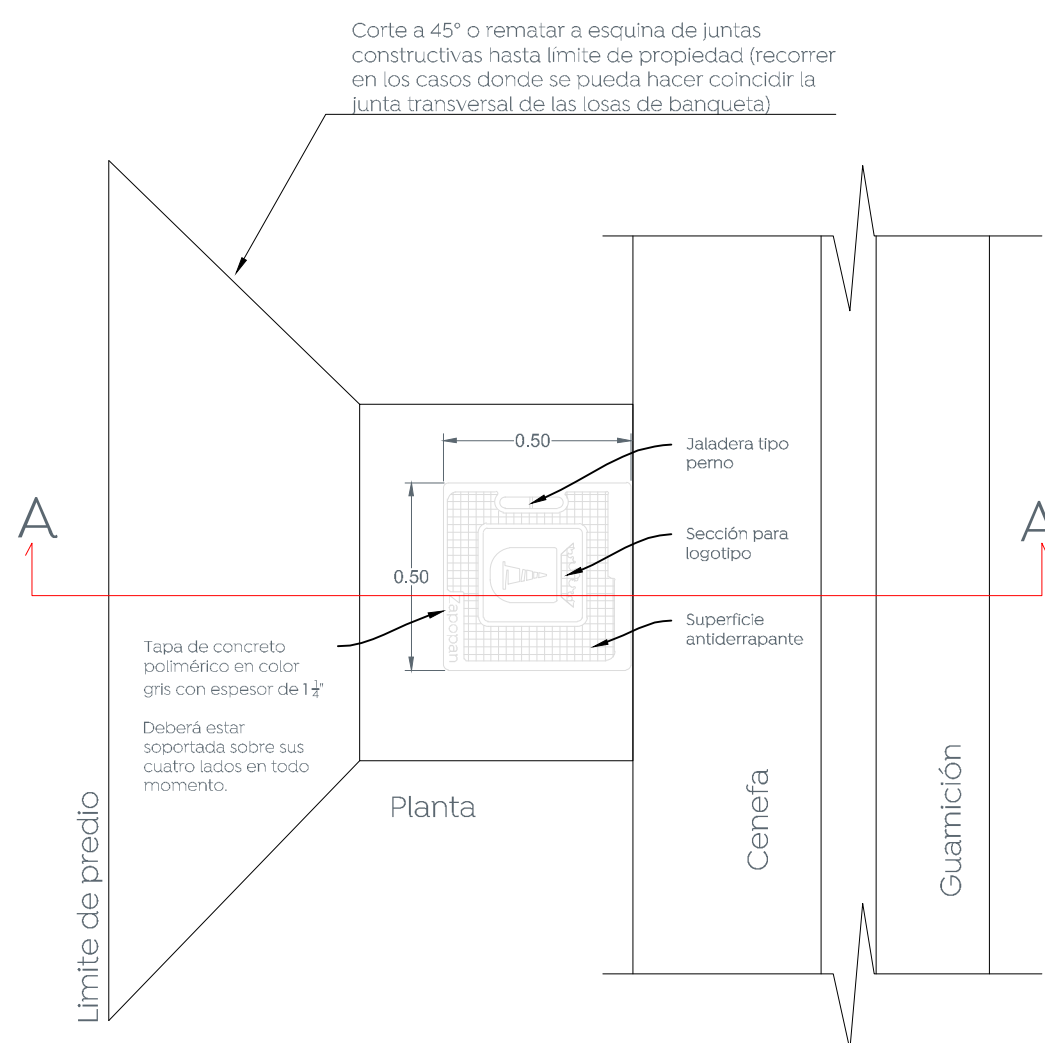 Corte a 45° o rematar a esquina de juntas
constructivas hasta límite de propiedad (recorrer
en los casos donde se pueda hacer coincidir la
junta transversal de las losas de banqueta)
0.50
Jaladera tipo
perno
A
A
Sección para
logotipo
0.50
Zapopan
Superficie
antiderrapante
Tapa de concreto
polimérico en color
gris con espesor de 1 1/4"
Deberá estar
soportada sobre sus
cuatro lados en todo
momento.
Planta
Limite de predio
Cenefa
Guarnición